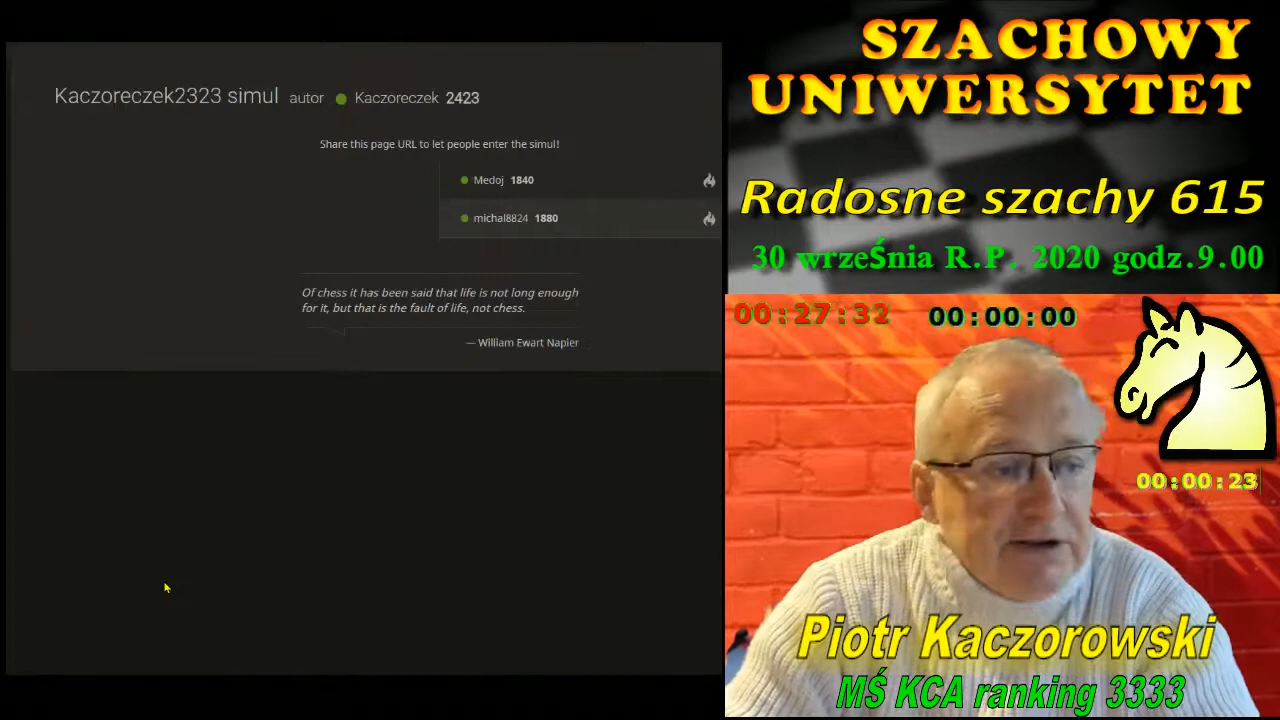 Kaczoreczek2323 simul autor Kaczoreczek 2423
Share this page URL to let people enter the simul!
Medoj 1840
michal8824 1880
Of chess it has been said that life is not long enough
for it, but that is the fault of life, not chess.
— William Ewart Napier
SZACHOWY
UNIWERSYTET
Radosne szachy 615
30 września R.P. 2020 godz.9.00
00:27:32 00:00:00
00:00:23
Piotr Kaczorowski
MŚ KCA ranking 3333